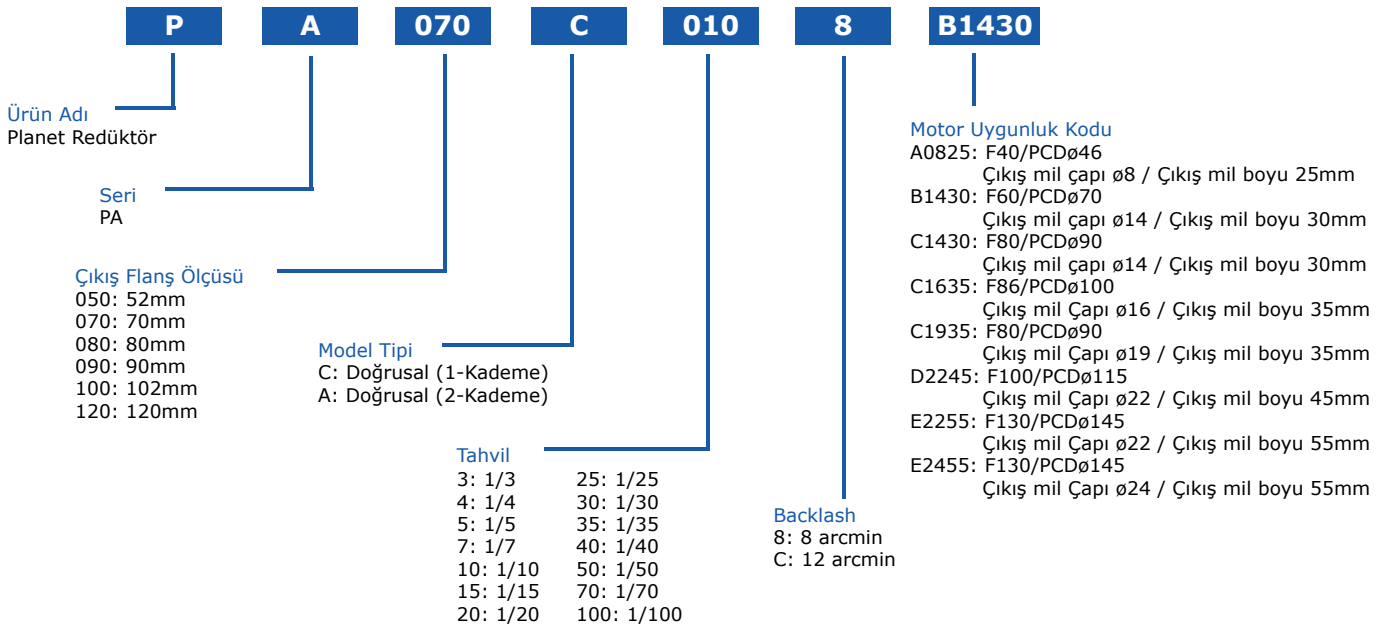 P A 070 C 010 8 B1430
Ürün Adı
Planet Redüktör
Seri
PA
Çıkış Flanş Ölçüsü
050: 52mm
070: 70mm
080: 80mm
090: 90mm
100: 102mm
120: 120mm
Model Tipi
C: Doğrusal (1-Kademe)
A: Doğrusal (2-Kademe)
Tahvil
3: 1/3 25: 1/25
4: 1/4 30: 1/30
5: 1/5 35: 1/35
7: 1/7 40: 1/40
10: 1/10 50: 1/50
15: 1/15 70: 1/70
20: 1/20 100: 1/100
Backlash
8: 8 arcmin
C: 12 arcmin
Motor Uygunluk Kodu
A0825: F40/PCDø46
Çıkış mil çapı ø8 / Çıkış mil boyu 25mm
B1430: F60/PCDø70
Çıkış mil çapı ø14 / Çıkış mil boyu 30mm
C1430: F80/PCDø90
Çıkış mil çapı ø14 / Çıkış mil boyu 30mm
C1635: F86/PCDø100
Çıkış mil Çapı ø16 / Çıkış mil boyu 35mm
C1935: F80/PCDø90
Çıkış mil Çapı ø19 / Çıkış mil boyu 35mm
D2245: F100/PCDø115
Çıkış mil Çapı ø22 / Çıkış mil boyu 45mm
E2255: F130/PCDø145
Çıkış mil Çapı ø22 / Çıkış mil boyu 55mm
E2455: F130/PCDø145
Çıkış mil Çapı ø24 / Çıkış mil boyu 55mm